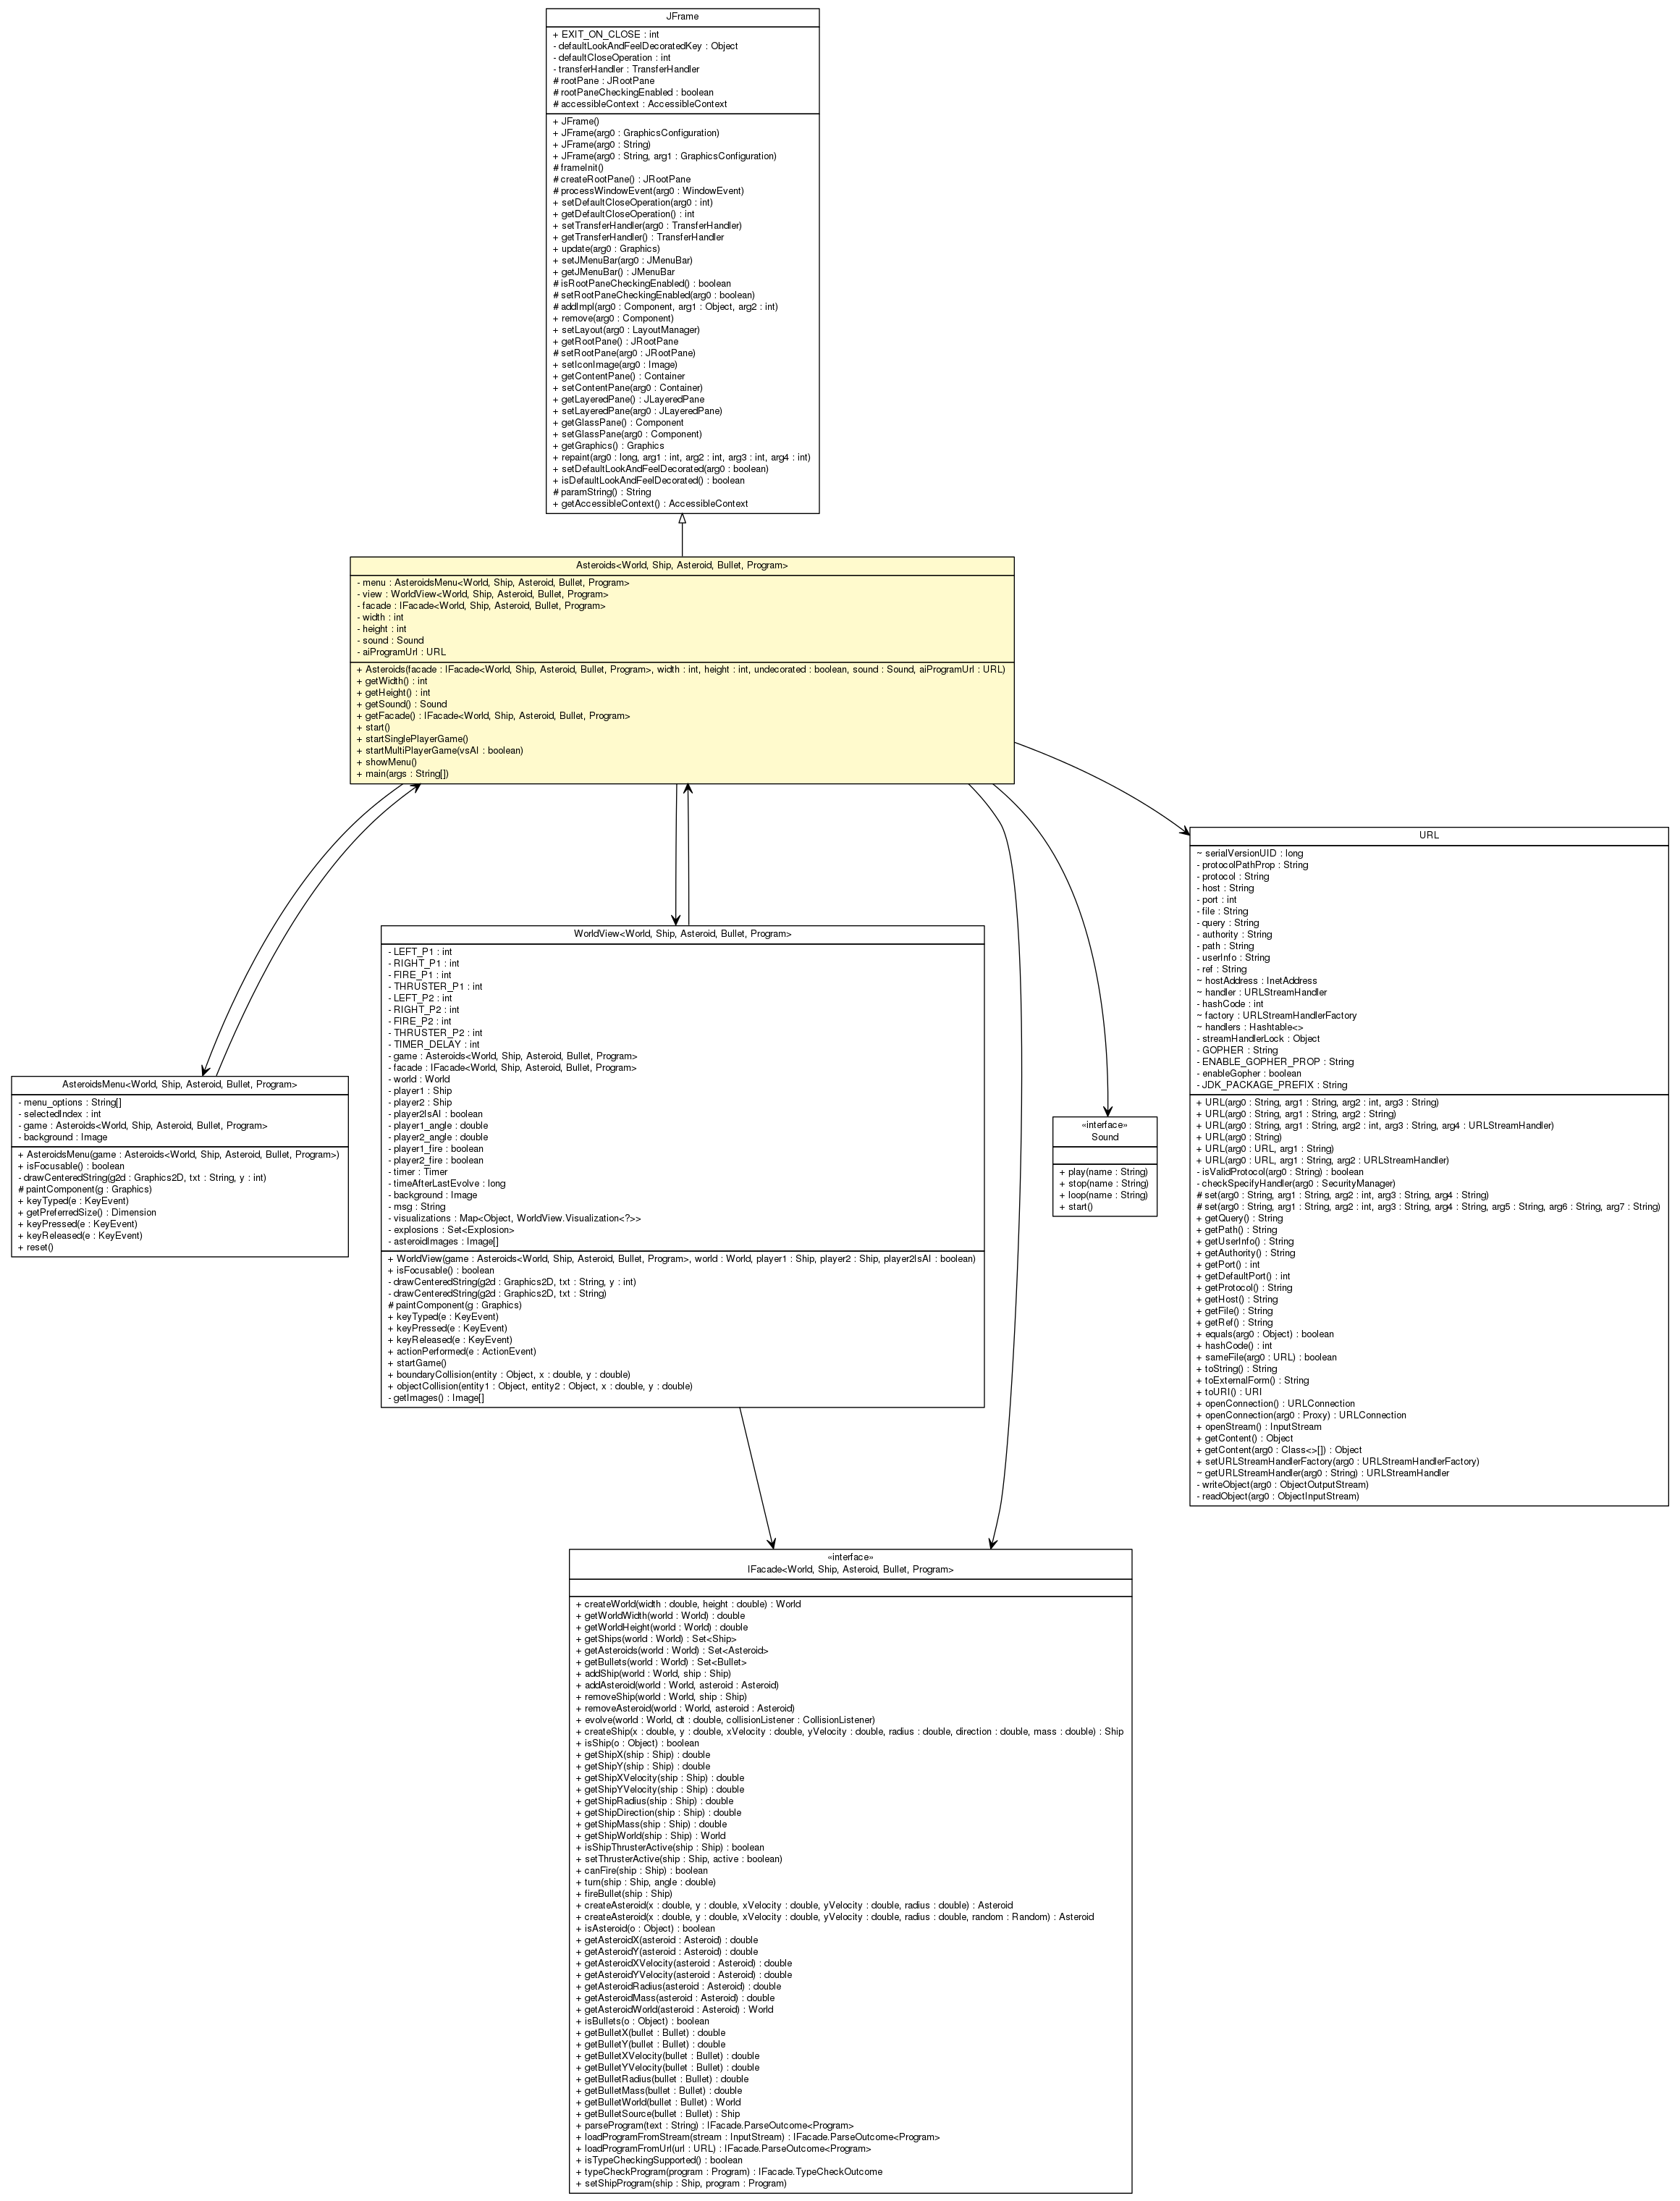 JFrame
+ EXIT_ON_CLOSE : int
- defaultLookAndFeelDecoratedKey : Object
- defaultCloseOperation : int
- transferHandler : TransferHandler
# rootPane : JRootPane
# rootPaneCheckingEnabled : boolean
# accessibleContext : AccessibleContext
+ JFrame()
+ JFrame(arg0 : GraphicsConfiguration)
+ JFrame(arg0 : String)
+ JFrame(arg0 : String, arg1 : GraphicsConfiguration)
# frameInit()
# createRootPane() : JRootPane
# processWindowEvent(arg0 : WindowEvent)
+ setDefaultCloseOperation(arg0 : int)
+ getDefaultCloseOperation() : int
+ setTransferHandler(arg0 : TransferHandler)
+ getTransferHandler() : TransferHandler
+ update(arg0 : Graphics)
+ setJMenuBar(arg0 : JMenuBar)
+ getJMenuBar() : JMenuBar
# isRootPaneCheckingEnabled() : boolean
# setRootPaneCheckingEnabled(arg0 : boolean)
# addImpl(arg0 : Component, arg1 : Object, arg2 : int)
+ remove(arg0 : Component)
+ setLayout(arg0 : LayoutManager)
+ getRootPane() : JRootPane
# setRootPane(arg0 : JRootPane)
+ setIconImage(arg0 : Image)
+ getContentPane() : Container
+ setContentPane(arg0 : Container)
+ getLayeredPane() : JLayeredPane
+ setLayeredPane(arg0 : JLayeredPane)
+ getGlassPane() : Component
+ setGlassPane(arg0 : Component)
+ getGraphics() : Graphics
+ repaint(arg0 : long, arg1 : int, arg2 : int, arg3 : int, arg4 : int)
+ setDefaultLookAndFeelDecorated(arg0 : boolean)
+ isDefaultLookAndFeelDecorated() : boolean
# paramString() : String
+ getAccessibleContext() : AccessibleContext
Asteroids<World, Ship, Asteroid, Bullet, Program>
- menu : AsteroidsMenu<World, Ship, Asteroid, Bullet, Program>
- view : WorldView<World, Ship, Asteroid, Bullet, Program>
- facade : IFacade<World, Ship, Asteroid, Bullet, Program>
- width : int
- height : int
- sound : Sound
- aiProgramUrl : URL
+ Asteroids(facade : IFacade<World, Ship, Asteroid, Bullet, Program>, width : int, height : int, undecorated : boolean, sound : Sound, aiProgramUrl : URL)
+ getWidth() : int
+ getHeight() : int
+ getSound() : Sound
+ getFacade() : IFacade<World, Ship, Asteroid, Bullet, Program>
+ start()
+ startSinglePlayerGame()
+ startMultiPlayerGame(vsAI : boolean)
+ showMenu()
+ main(args : String[])
AsteroidsMenu<World, Ship, Asteroid, Bullet, Program>
- menu_options : String[]
- selectedIndex : int
- game : Asteroids<World, Ship, Asteroid, Bullet, Program>
- background : Image
+ AsteroidsMenu(game : Asteroids<World, Ship, Asteroid, Bullet, Program>)
+ isFocusable() : boolean
- drawCenteredString(g2d : Graphics2D, txt : String, y : int)
# paintComponent(g : Graphics)
+ keyTyped(e : KeyEvent)
+ getPreferredSize() : Dimension
+ keyPressed(e : KeyEvent)
+ keyReleased(e : KeyEvent)
+ reset()
WorldView<World, Ship, Asteroid, Bullet, Program>
- LEFT_P1 : int
- RIGHT_P1 : int
- FIRE_P1 : int
- THRUSTER_P1 : int
- LEFT_P2 : int
- RIGHT_P2 : int
- FIRE_P2 : int
- THRUSTER_P2 : int
- TIMER_DELAY : int
- game : Asteroids<World, Ship, Asteroid, Bullet, Program>
- facade : IFacade<World, Ship, Asteroid, Bullet, Program>
- world : World
- player1 : Ship
- player2 : Ship
- player2IsAI : boolean
- player1_angle : double
- player2_angle : double
- player1_fire : boolean
- player2_fire : boolean
- timer : Timer
- timeAfterLastEvolve : long
- background : Image
- msg : String
- visualizations : Map<Object, WorldView.Visualization<?>>
- explosions : Set<Explosion>
- asteroidImages : Image[]
+ WorldView(game : Asteroids<World, Ship, Asteroid, Bullet, Program>, world : World, player1 : Ship, player2 : Ship, player2IsAI : boolean)
+ isFocusable() : boolean
- drawCenteredString(g2d : Graphics2D, txt : String, y : int)
- drawCenteredString(g2d : Graphics2D, txt : String)
# paintComponent(g : Graphics)
+ keyTyped(e : KeyEvent)
+ keyPressed(e : KeyEvent)
+ keyReleased(e : KeyEvent)
+ actionPerformed(e : ActionEvent)
+ startGame()
+ boundaryCollision(entity : Object, x : double, y : double)
+ objectCollision(entity1 : Object, entity2 : Object, x : double, y : double)
- getImages() : Image[]
«interface»
Sound
+ play(name : String)
+ stop(name : String)
+ loop(name : String)
+ start()
URL
~ serialVersionUID : long
- protocolPathProp : String
- protocol : String
- host : String
- port : int
- file : String
- query : String
- authority : String
- path : String
- userInfo : String
- ref : String
~ hostAddress : InetAddress
~ handler : URLStreamHandler
- hashCode : int
~ factory : URLStreamHandlerFactory
~ handlers : Hashtable<>
- streamHandlerLock : Object
- GOPHER : String
- ENABLE_GOPHER_PROP : String
- enableGopher : boolean
- JDK_PACKAGE_PREFIX : String
+ URL(arg0 : String, arg1 : String, arg2 : int, arg3 : String)
+ URL(arg0 : String, arg1 : String, arg2 : String)
+ URL(arg0 : String, arg1 : String, arg2 : int, arg3 : String, arg4 : URLStreamHandler)
+ URL(arg0 : String)
+ URL(arg0 : URL, arg1 : String)
+ URL(arg0 : URL, arg1 : String, arg2 : URLStreamHandler)
- isValidProtocol(arg0 : String) : boolean
- checkSpecifyHandler(arg0 : SecurityManager)
# set(arg0 : String, arg1 : String, arg2 : int, arg3 : String, arg4 : String)
# set(arg0 : String, arg1 : String, arg2 : int, arg3 : String, arg4 : String, arg5 : String, arg6 : String, arg7 : String)
+ getQuery() : String
+ getPath() : String
+ getUserInfo() : String
+ getAuthority() : String
+ getPort() : int
+ getDefaultPort() : int
+ getProtocol() : String
+ getHost() : String
+ getFile() : String
+ getRef() : String
+ equals(arg0 : Object) : boolean
+ hashCode() : int
+ sameFile(arg0 : URL) : boolean
+ toString() : String
+ toExternalForm() : String
+ toURI() : URI
+ openConnection() : URLConnection
+ openConnection(arg0 : Proxy) : URLConnection
+ openStream() : InputStream
+ getContent() : Object
+ getContent(arg0 : Class<>[]) : Object
+ setURLStreamHandlerFactory(arg0 : URLStreamHandlerFactory)
~ getURLStreamHandler(arg0 : String) : URLStreamHandler
- writeObject(arg0 : ObjectOutputStream)
- readObject(arg0 : ObjectInputStream)
«interface»
IFacade<World, Ship, Asteroid, Bullet, Program>
+ createWorld(width : double, height : double) : World
+ getWorldWidth(world : World) : double
+ getWorldHeight(world : World) : double
+ getShips(world : World) : Set<Ship>
+ getAsteroids(world : World) : Set<Asteroid>
+ getBullets(world : World) : Set<Bullet>
+ addShip(world : World, ship : Ship)
+ addAsteroid(world : World, asteroid : Asteroid)
+ removeShip(world : World, ship : Ship)
+ removeAsteroid(world : World, asteroid : Asteroid)
+ evolve(world : World, dt : double, collisionListener : CollisionListener)
+ createShip(x : double, y : double, xVelocity : double, yVelocity : double, radius : double, direction : double, mass : double) : Ship
+ isShip(o : Object) : boolean
+ getShipX(ship : Ship) : double
+ getShipY(ship : Ship) : double
+ getShipXVelocity(ship : Ship) : double
+ getShipYVelocity(ship : Ship) : double
+ getShipRadius(ship : Ship) : double
+ getShipDirection(ship : Ship) : double
+ getShipMass(ship : Ship) : double
+ getShipWorld(ship : Ship) : World
+ isShipThrusterActive(ship : Ship) : boolean
+ setThrusterActive(ship : Ship, active : boolean)
+ canFire(ship : Ship) : boolean
+ turn(ship : Ship, angle : double)
+ fireBullet(ship : Ship)
+ createAsteroid(x : double, y : double, xVelocity : double, yVelocity : double, radius : double) : Asteroid
+ createAsteroid(x : double, y : double, xVelocity : double, yVelocity : double, radius : double, random : Random) : Asteroid
+ isAsteroid(o : Object) : boolean
+ getAsteroidX(asteroid : Asteroid) : double
+ getAsteroidY(asteroid : Asteroid) : double
+ getAsteroidXVelocity(asteroid : Asteroid) : double
+ getAsteroidYVelocity(asteroid : Asteroid) : double
+ getAsteroidRadius(asteroid : Asteroid) : double
+ getAsteroidMass(asteroid : Asteroid) : double
+ getAsteroidWorld(asteroid : Asteroid) : World
+ isBullets(o : Object) : boolean
+ getBulletX(bullet : Bullet) : double
+ getBulletY(bullet : Bullet) : double
+ getBulletXVelocity(bullet : Bullet) : double
+ getBulletYVelocity(bullet : Bullet) : double
+ getBulletRadius(bullet : Bullet) : double
+ getBulletMass(bullet : Bullet) : double
+ getBulletWorld(bullet : Bullet) : World
+ getBulletSource(bullet : Bullet) : Ship
+ parseProgram(text : String) : IFacade.ParseOutcome<Program>
+ loadProgramFromStream(stream : InputStream) : IFacade.ParseOutcome<Program>
+ loadProgramFromUrl(url : URL) : IFacade.ParseOutcome<Program>
+ isTypeCheckingSupported() : boolean
+ typeCheckProgram(program : Program) : IFacade.TypeCheckOutcome
+ setShipProgram(ship : Ship, program : Program)